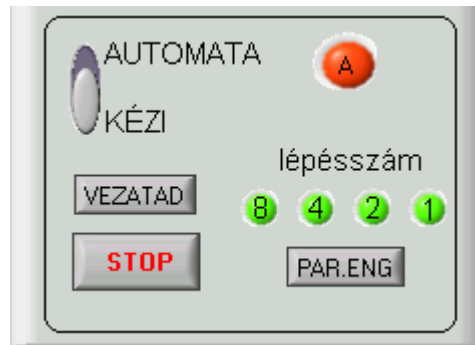 AUTOMATA
A
KÉZI
lépésszám
VEZATAD
8 4 2 1
STOP
PAR.ENG